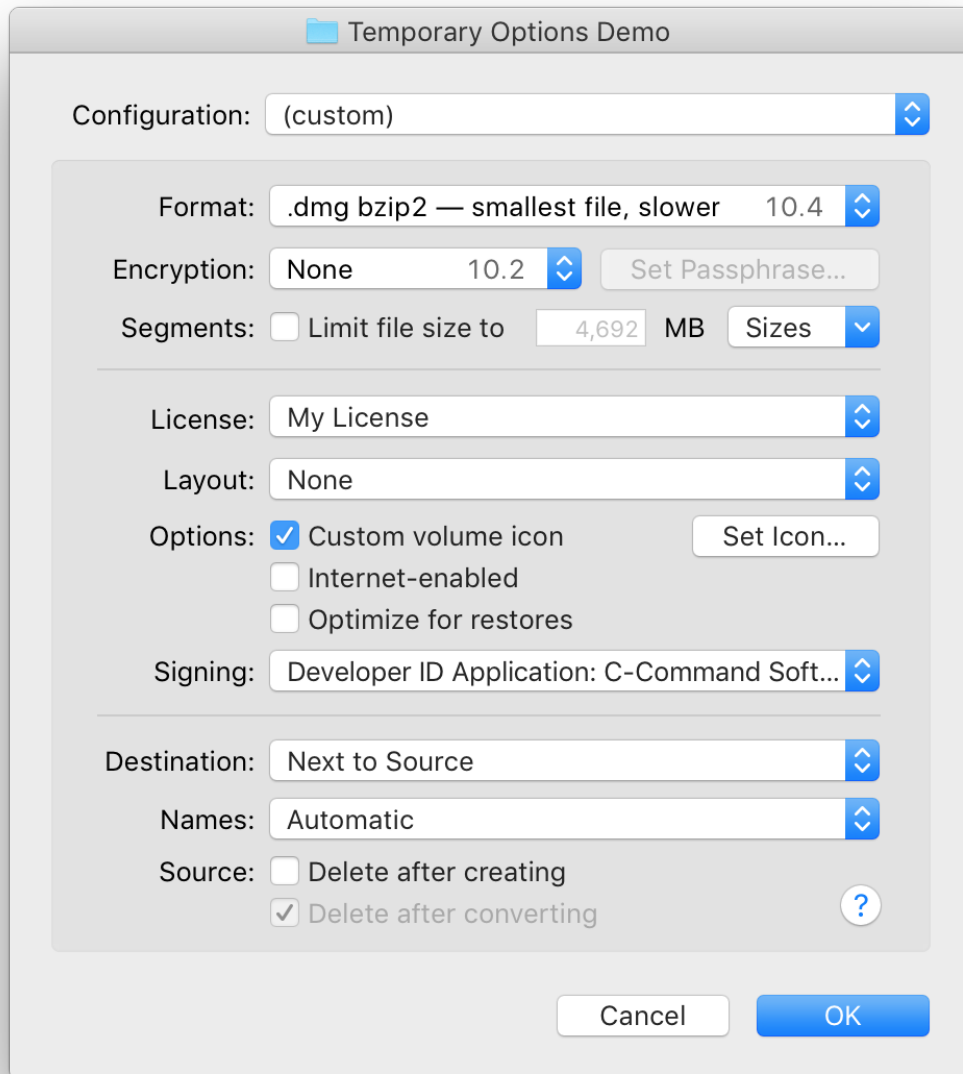 Temporary Options Demo
Configuration: (custom)
Format: .dmg bzip2 — smallest file, slower 10.4
Encryption: None 10.2 Set Passphrase...
Segments: Limit file size to 4,692 MB Sizes
License: My License
Layout: None
Options: Custom volume icon Set Icon...
Internet-enabled
Optimize for restores
Signing: Developer ID Application: C-Command Soft...
Destination: Next to Source
Names: Automatic
Source: Delete after creating
Delete after converting
?
Cancel OK